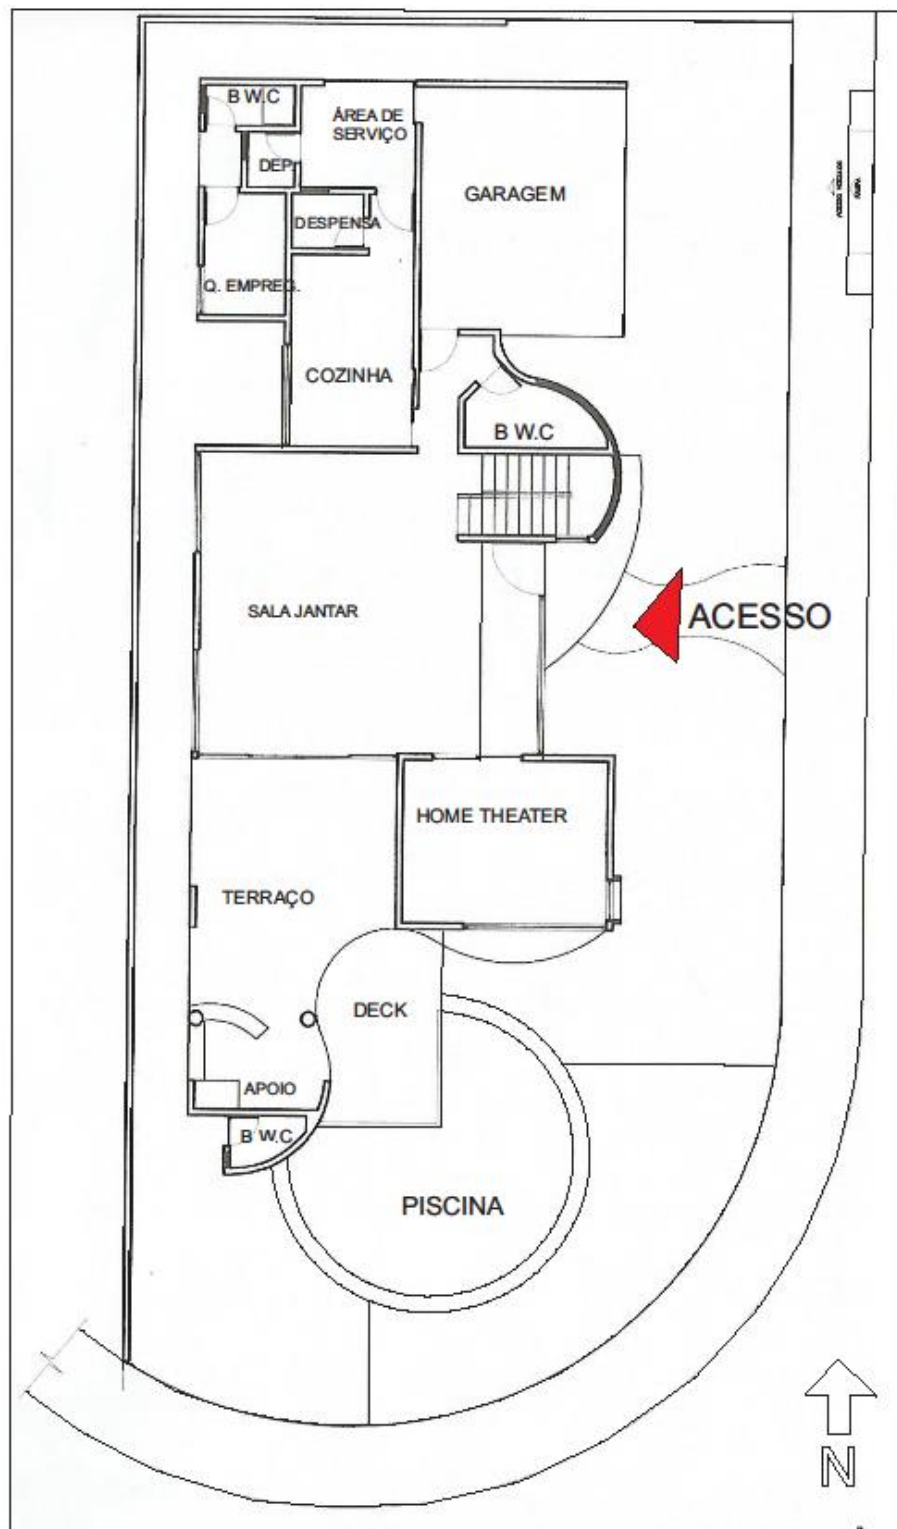 B W.C
ÁREA DE
SERVIÇO
DEP.
GARAGEM
DESPENSA
Q. EMPREG.
COZINHA
B W.C
SALA JANTAR
ACESSO
HOME THEATER
TERRAÇO
DECK
APOIO
B W.C.
PISCINA
N